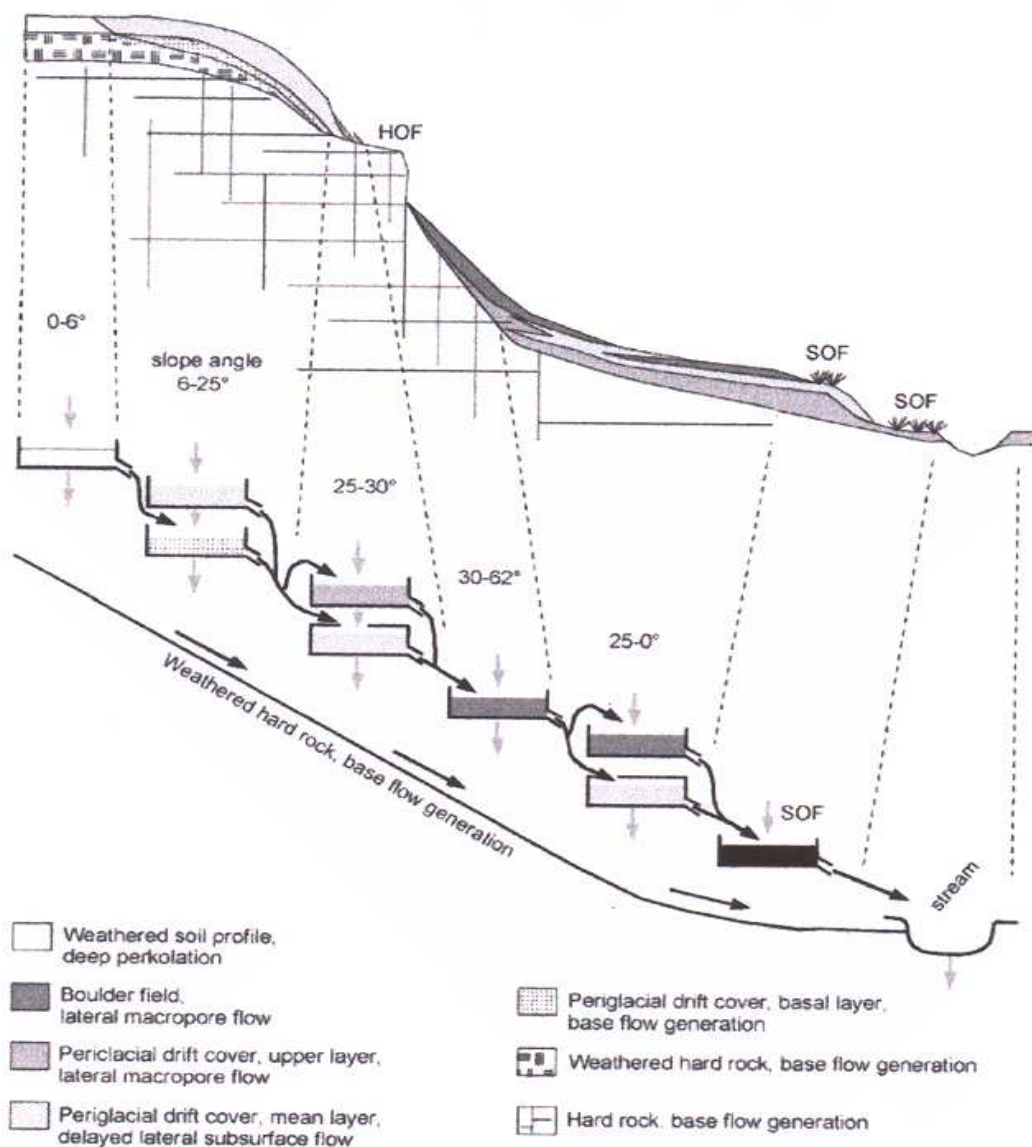 HOF
0-6°
slope angle
6-25°
SOF
SOF
25-30°
30-62°
25-0°
SOF
Weathered hard rock, base flow generation
stream
Weathered soil profile,
deep perkolation
Boulder field,
lateral macropore flow
Periclacial drift cover, upper layer,
lateral macropore flow
Periglacial drift cover, mean layer,
delayed lateral subsurface flow
Periglacial drift cover, basal layer,
base flow generation
Weathered hard rock, base flow generation
Hard rock, base flow generation